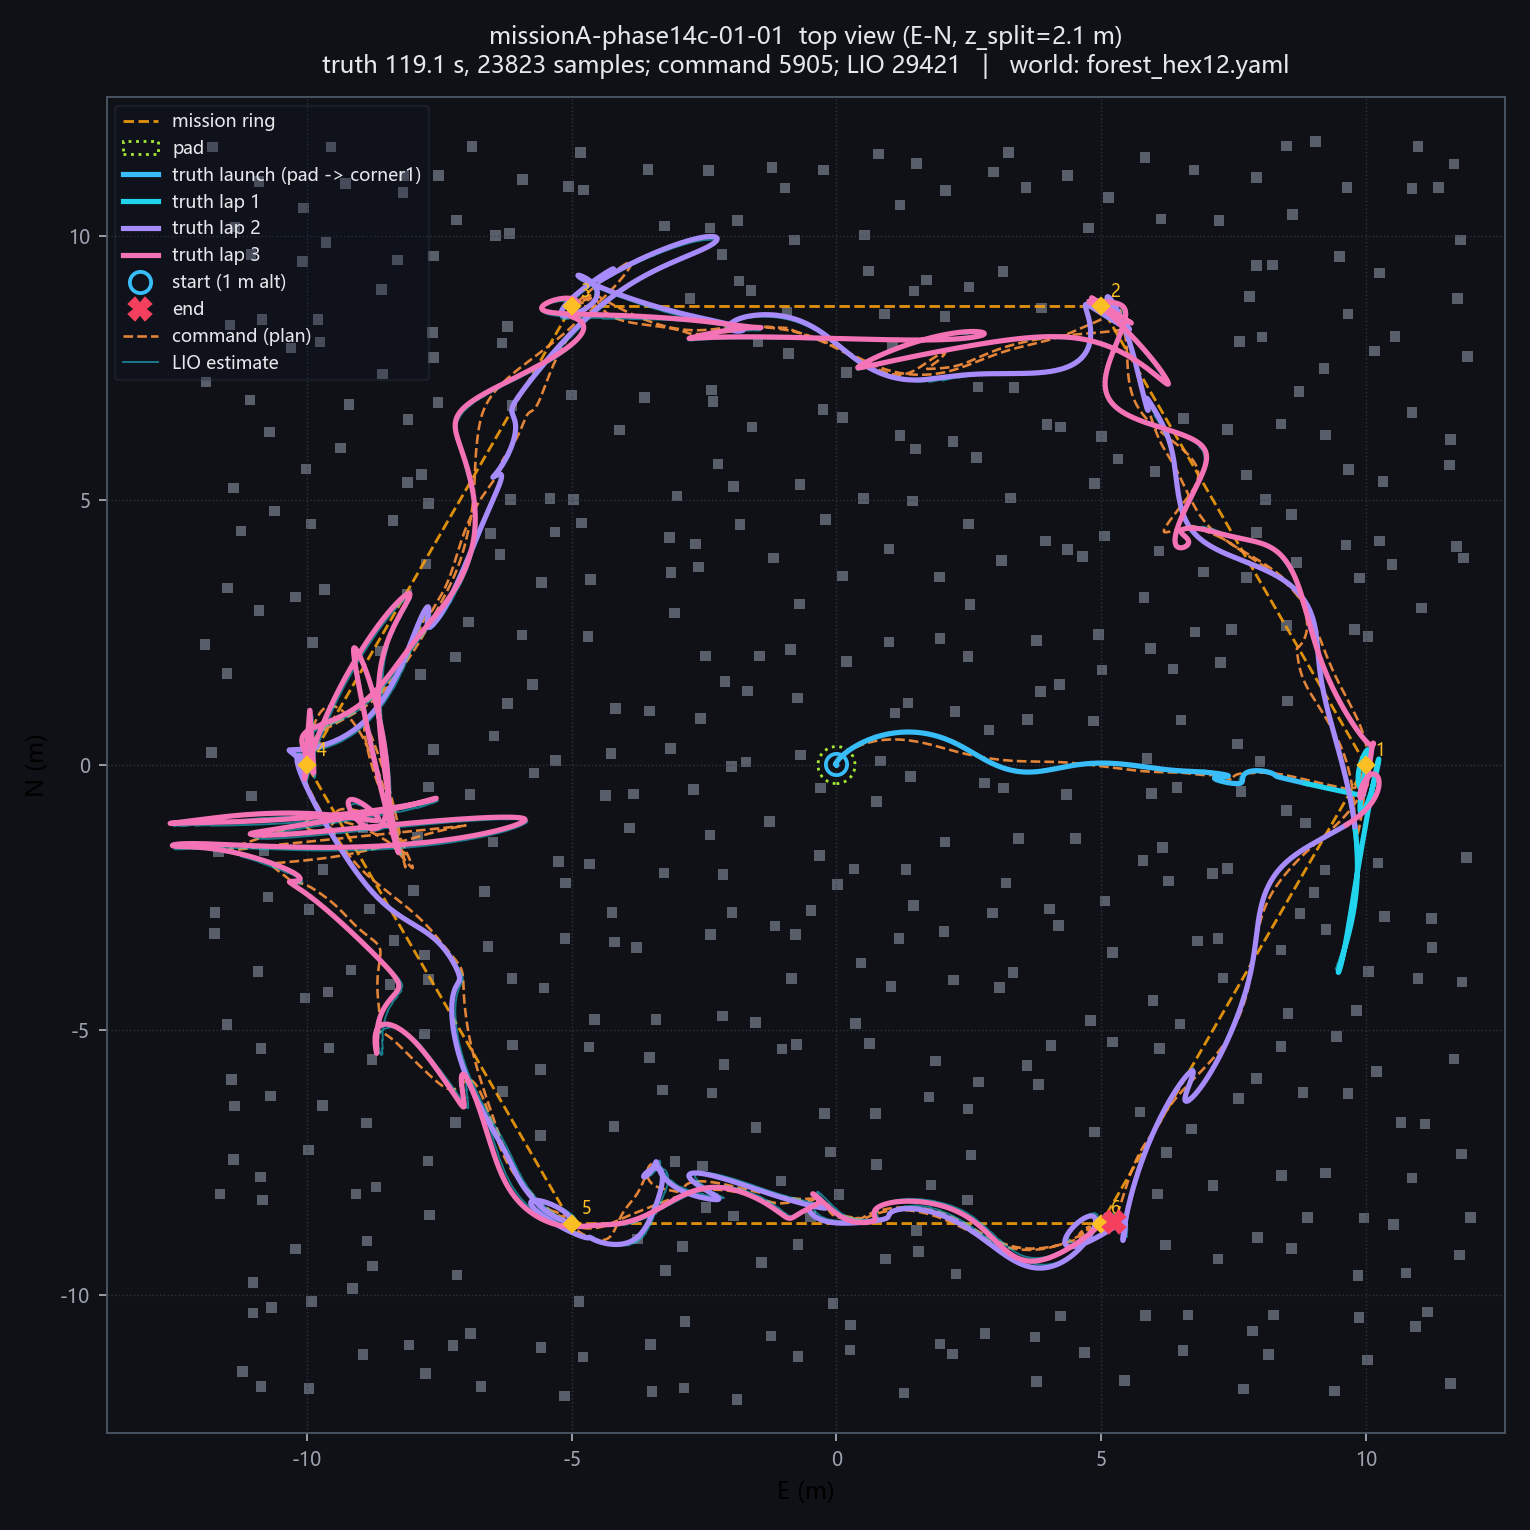 missionA-phase14c-01-01  top view (E-N, z_split=2.1 m)
truth 119.1 s, 23823 samples; command 5905; LIO 29421   |   world: forest_hex12.yaml
mission ring
pad
truth launch (pad -> corner1)
truth lap 1
truth lap 2
truth lap 3
start (1 m alt)
end
command (plan)
LIO estimate
10
5
0
-5
-10
N (m)
2
4
1
5
6
-10
-5
0
5
10
E (m)